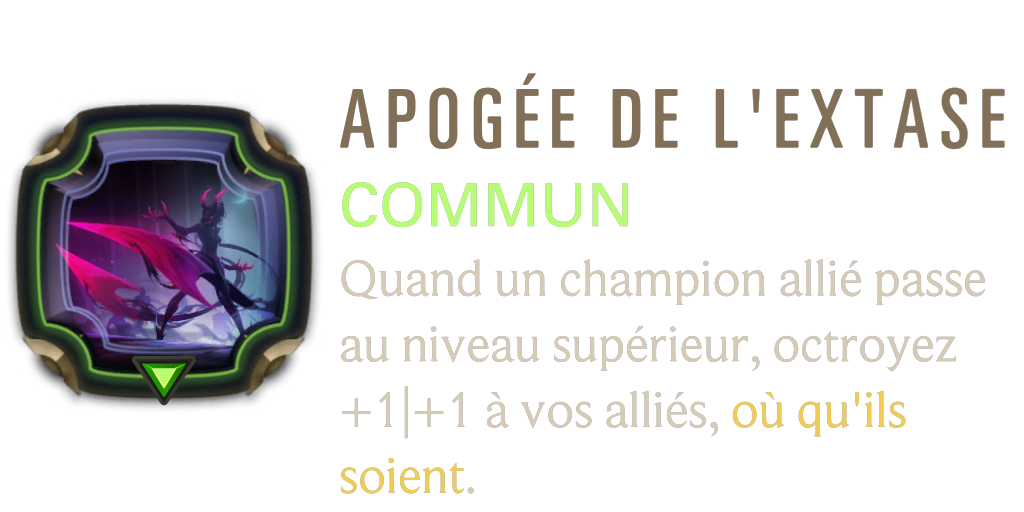 APOGÉE DE L'EXTASE
COMMUN
Quand un champion allié passe
au niveau supérieur, octroyez
+1|+1 à vos alliés, où qu'ils
soient.